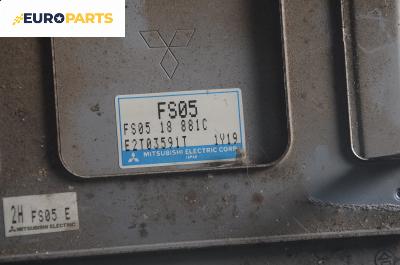 EUROPARTS
FS05
FS05 18 881C
E2T03591T 1Y19
MITSUBISHI ELECTRIC CORP.
JAPAN
2H FS05 E
MITSUBISHI ELECTRIC